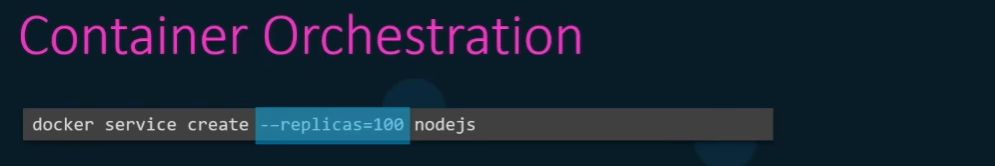 Container Orchestration
docker service create --replicas=100 nodejs